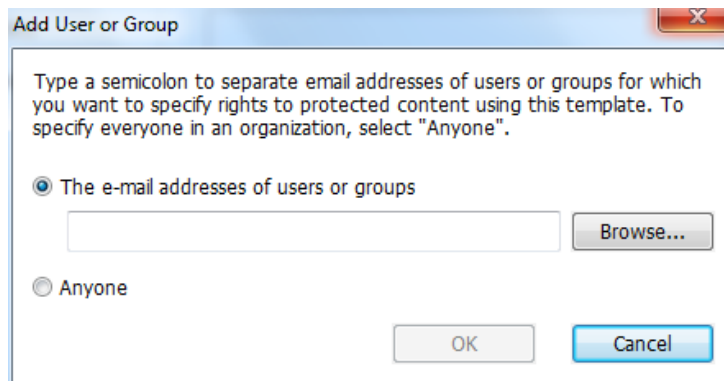 Add User or Group
Type a semicolon to separate email addresses of users or groups for which
you want to specify rights to protected content using this template. To
specify everyone in an organization, select "Anyone".
The e-mail addresses of users or groups
Browse...
Anyone
OK
Cancel